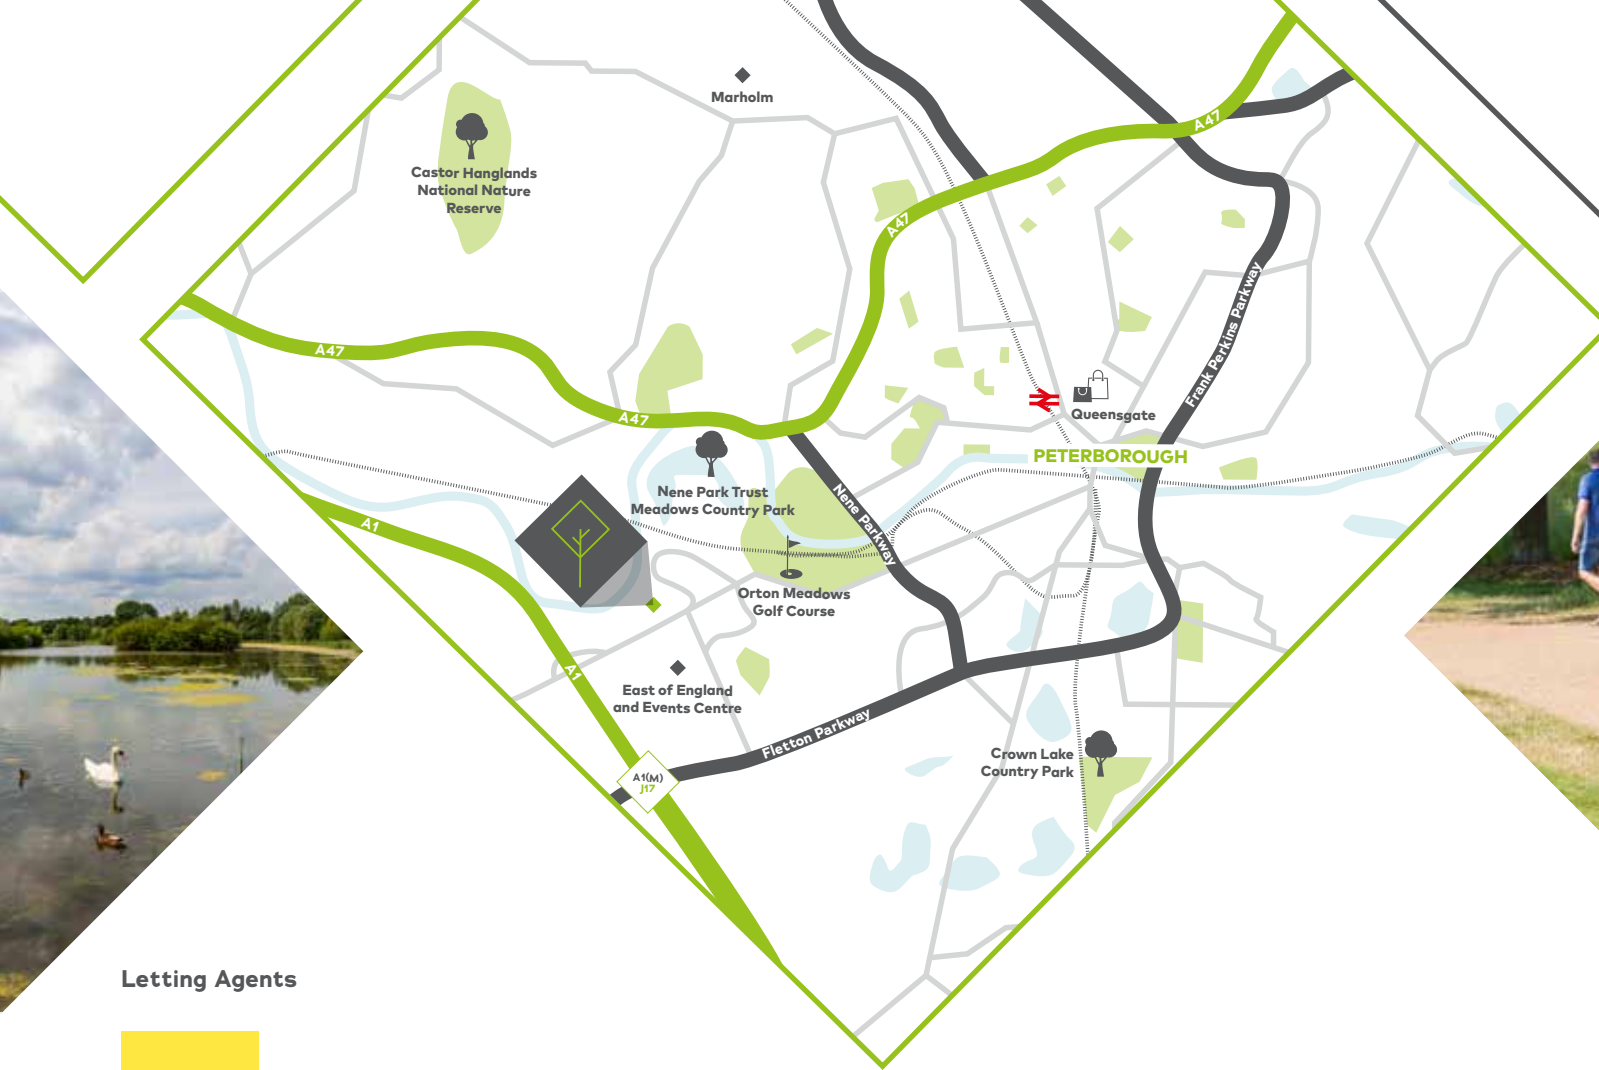 Marholm
Castor Hanglands
National Nature
Reserve
A47
A47
A47
A47
Frank Perkins Parkway
Queensgate
PETERBOROUGH
Nene Park Trust
Meadows Country Park
Nene Parkway
A1
Orton Meadows
Golf Course
A1
East of England
and Events Centre
Fletton Parkway
A1(M)
J17
Crown Lake
Country Park
Letting Agents